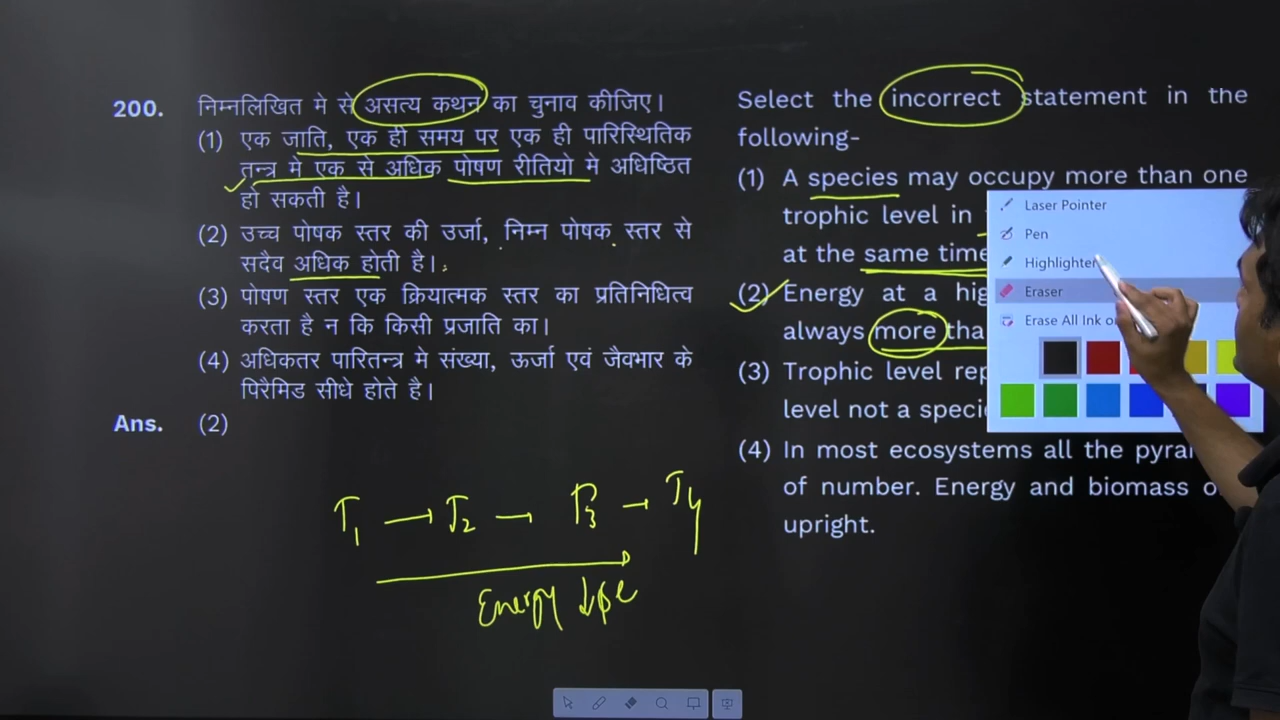 200. निम्नलिखित मे से असत्य कथन का चुनाव कीजिए।
(1) एक जाति, एक ही समय पर एक ही पारिस्थितिक
तन्त्र मे एक से अधिक पोषण रीतियो मे अधिष्ठित
हो सकती है।
(2) उच्च पोषक स्तर की उर्जा, निम्न पोषक स्तर से
सदैव अधिक होती है।
(3) पोषण स्तर एक क्रियात्मक स्तर का प्रतिनिधित्व
करता है न कि किसी प्रजाति का।
(4) अधिकतर पारितन्त्र मे संख्या, ऊर्जा एवं जैवभार के
पिरैमिड सीधे होते है।
Ans. (2)
T1 → T2 → T3 → T4
Energy ↓
Select the incorrect statement in the
following-
(1) A species may occupy more than one
trophic level in
at the same time
(2) Energy at a
always more
(3) Trophic level
level not a
(4) In most ecosystems all the
of number. Energy and biomass
upright.
Laser Pointer
Pen
Highlighter
Eraser
Erase All Ink